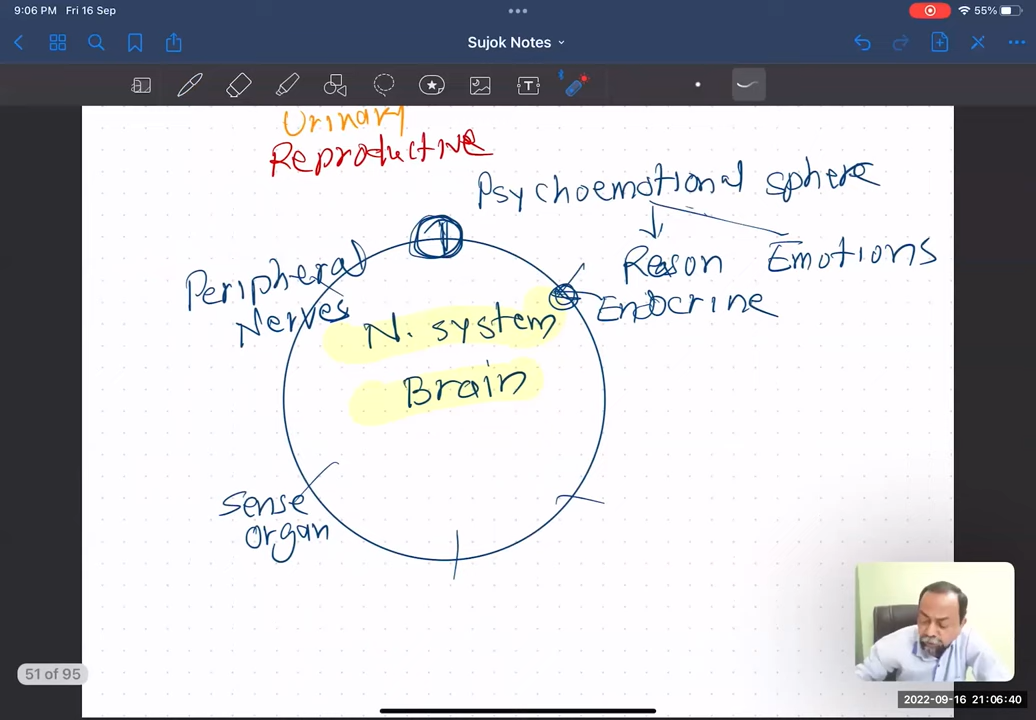 9:06 PM Fri 16 Sep
55%
Sujok Notes
T
Urinary
Reproductive
Psychoemotional sphere
1
Reason Emotions
Peripheral
Nerves
Endocrine
N. system
Brain
Sense
organ
51 of 95
2022-09-16 21:06:40